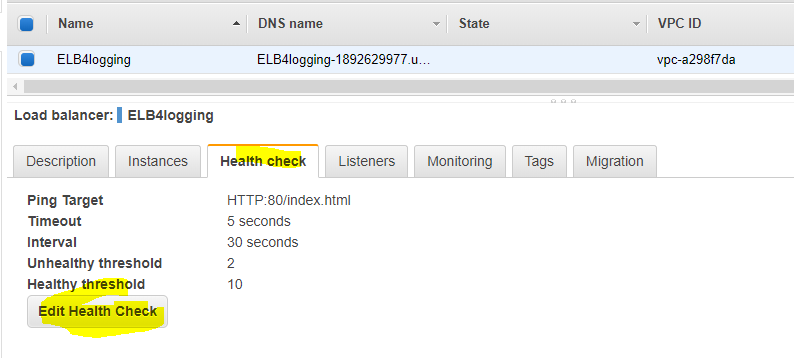 Name DNS name State VPC ID
ELB4logging ELB4logging-1892629977.u... vpc-a298f7da
Load balancer: ELB4logging
Description Instances Health check Listeners Monitoring Tags Migration
Ping Target HTTP:80/index.html
Timeout 5 seconds
Interval 30 seconds
Unhealthy threshold 2
Healthy threshold 10
Edit Health Check